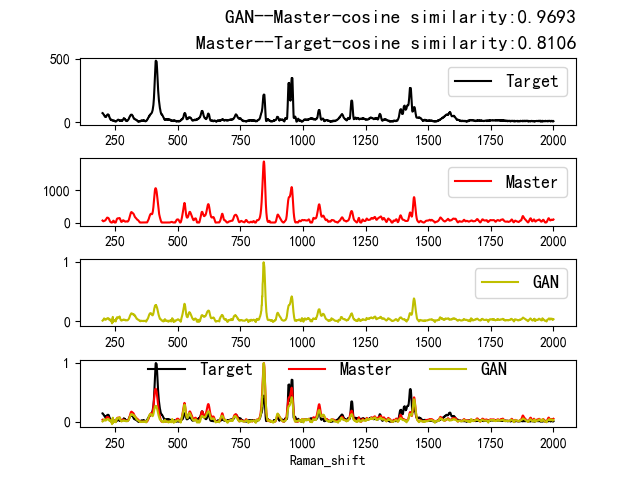 GAN--Master-cosine similarity:0.9693
Master--Target-cosine similarity:0.8106
500
0
Target
250 500 750 1000 1250 1500 1750 2000
1000
0
Master
250 500 750 1000 1250 1500 1750 2000
1
0
GAN
250 500 750 1000 1250 1500 1750 2000
1
0
Target Master GAN
250 500 750 1000 1250 1500 1750 2000
Raman_shift